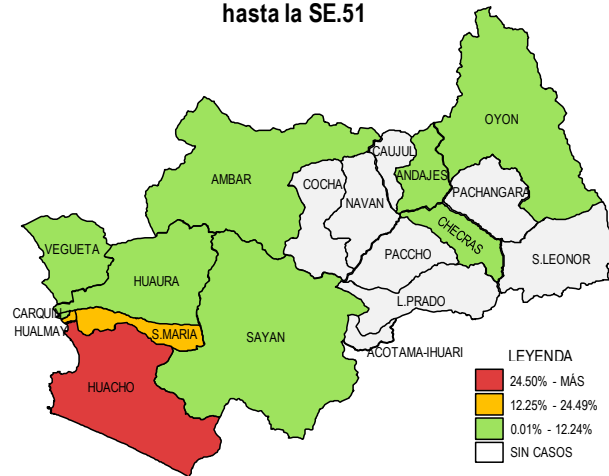 hasta la SE.51
OYON
CAUJUL
AMBAR
COCHA
ANDAJES
PACHANGARA
NAVAN
CHECRAS
VEGUETA
PACCHO
S.LEONOR
HUAURA
L.PRADO
CARQUIN
HUALMAY
S.MARIA
SAYAN
ACOTAMA-IHUARI
HUACHO
LEYENDA
24.50% - MÁS
12.25% - 24.49%
0.01% - 12.24%
SIN CASOS